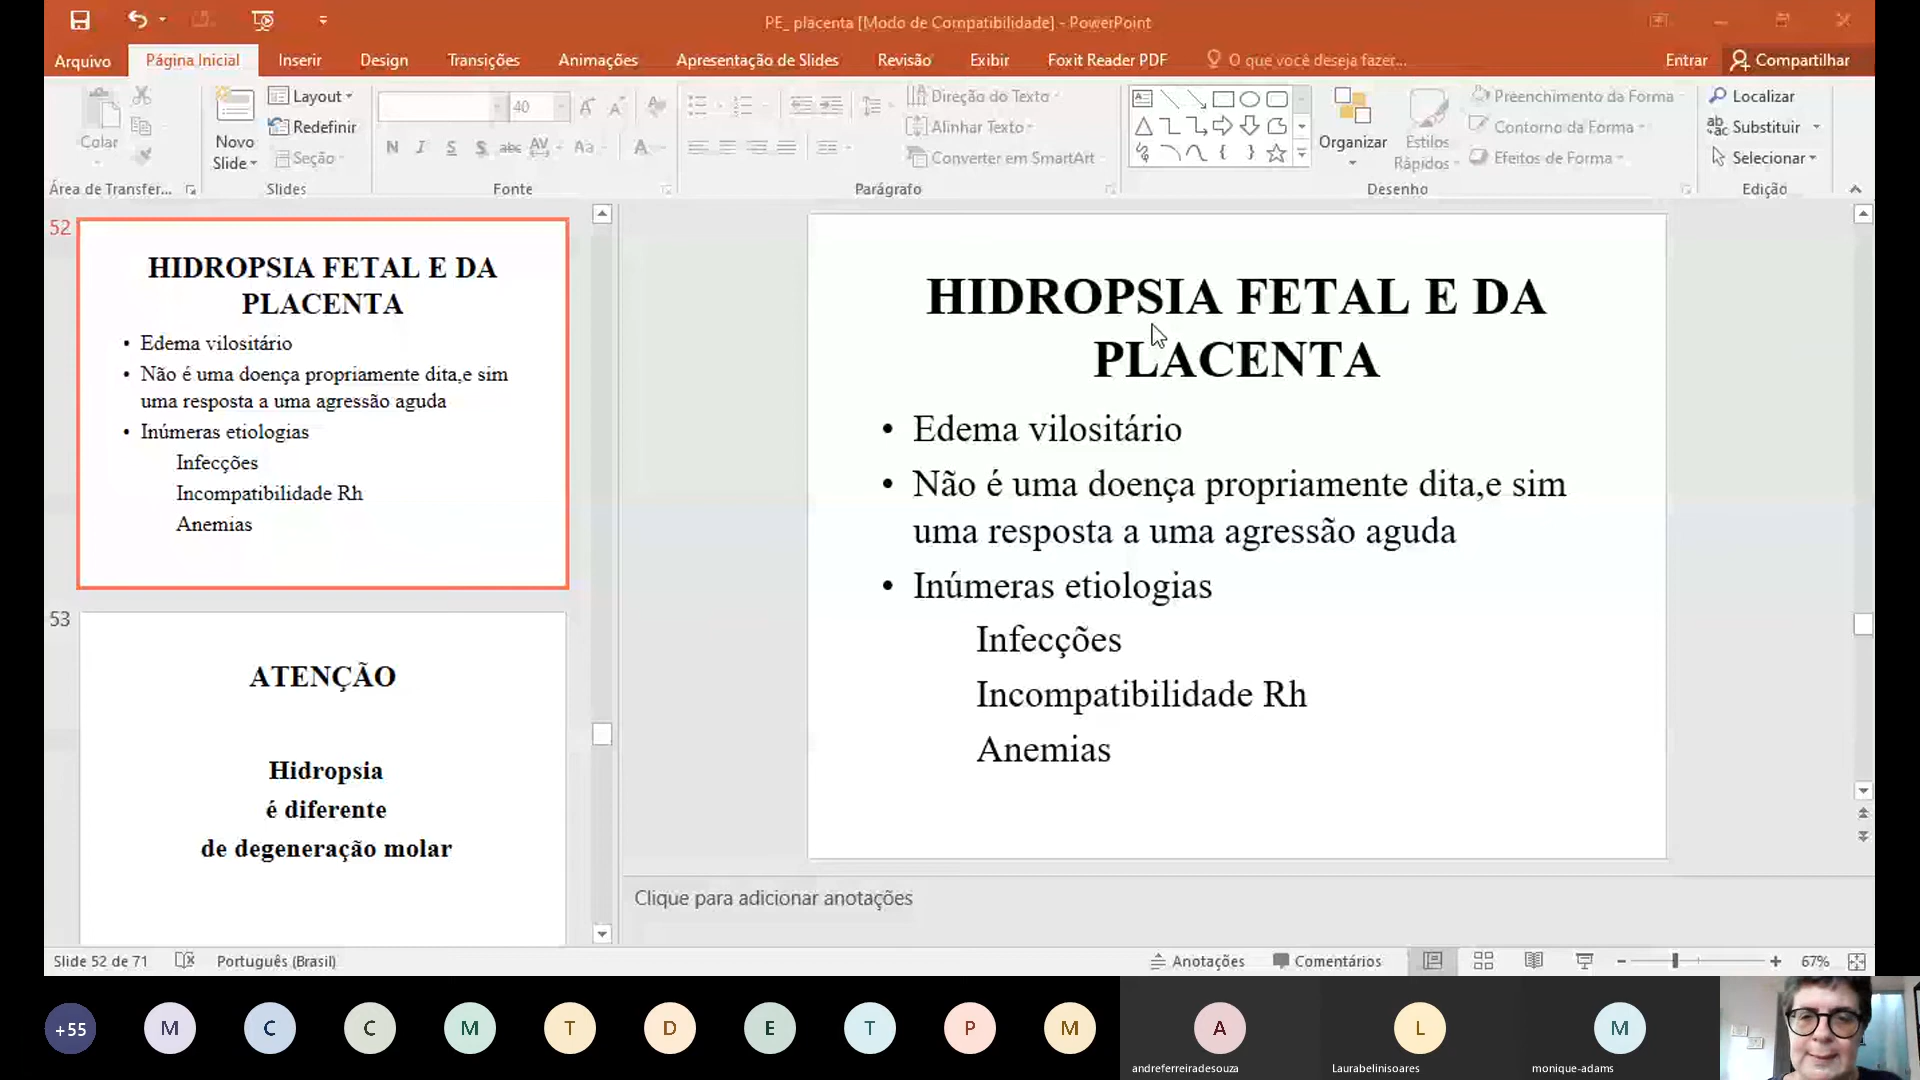 PE_ placenta [Modo de Compatibilidade] - PowerPoint
Arquivo
Página Inicial
Inserir
Design
Transições
Animações
Apresentação de Slides
Revisão
Exibir
Foxit Reader PDF
O que você deseja fazer...
Entrar
Compartilhar
Colar
Novo
Slide
Layout
Redefinir
Seção
40
N I S S abc AV Aa A
Direção do Texto
Alinhar Texto
Converter em SmartArt
Organizar
Estilos
Rápidos
Preenchimento da Forma
Contorno da Forma
Efeitos de Forma
Localizar
Substituir
Selecionar
Área de Transfer...
Slides
Fonte
Parágrafo
Desenho
Edição
52
HIDROPSIA FETAL E DA
PLACENTA
• Edema vilositário
• Não é uma doença propriamente dita,e sim
uma resposta a uma agressão aguda
• Inúmeras etiologias
Infecções
Incompatibilidade Rh
Anemias
53
ATENÇÃO
Hidropsia
é diferente
de degeneração molar
HIDROPSIA FETAL E DA
PLACENTA
• Edema vilositário
• Não é uma doença propriamente dita,e sim
uma resposta a uma agressão aguda
• Inúmeras etiologias
Infecções
Incompatibilidade Rh
Anemias
Clique para adicionar anotações
Slide 52 de 71
Português (Brasil)
Anotações
Comentários
67%
+55
M
C
C
M
T
D
E
T
P
M
A
L
M
andreferreiradesouza
Laurabelinisoares
monique-adams